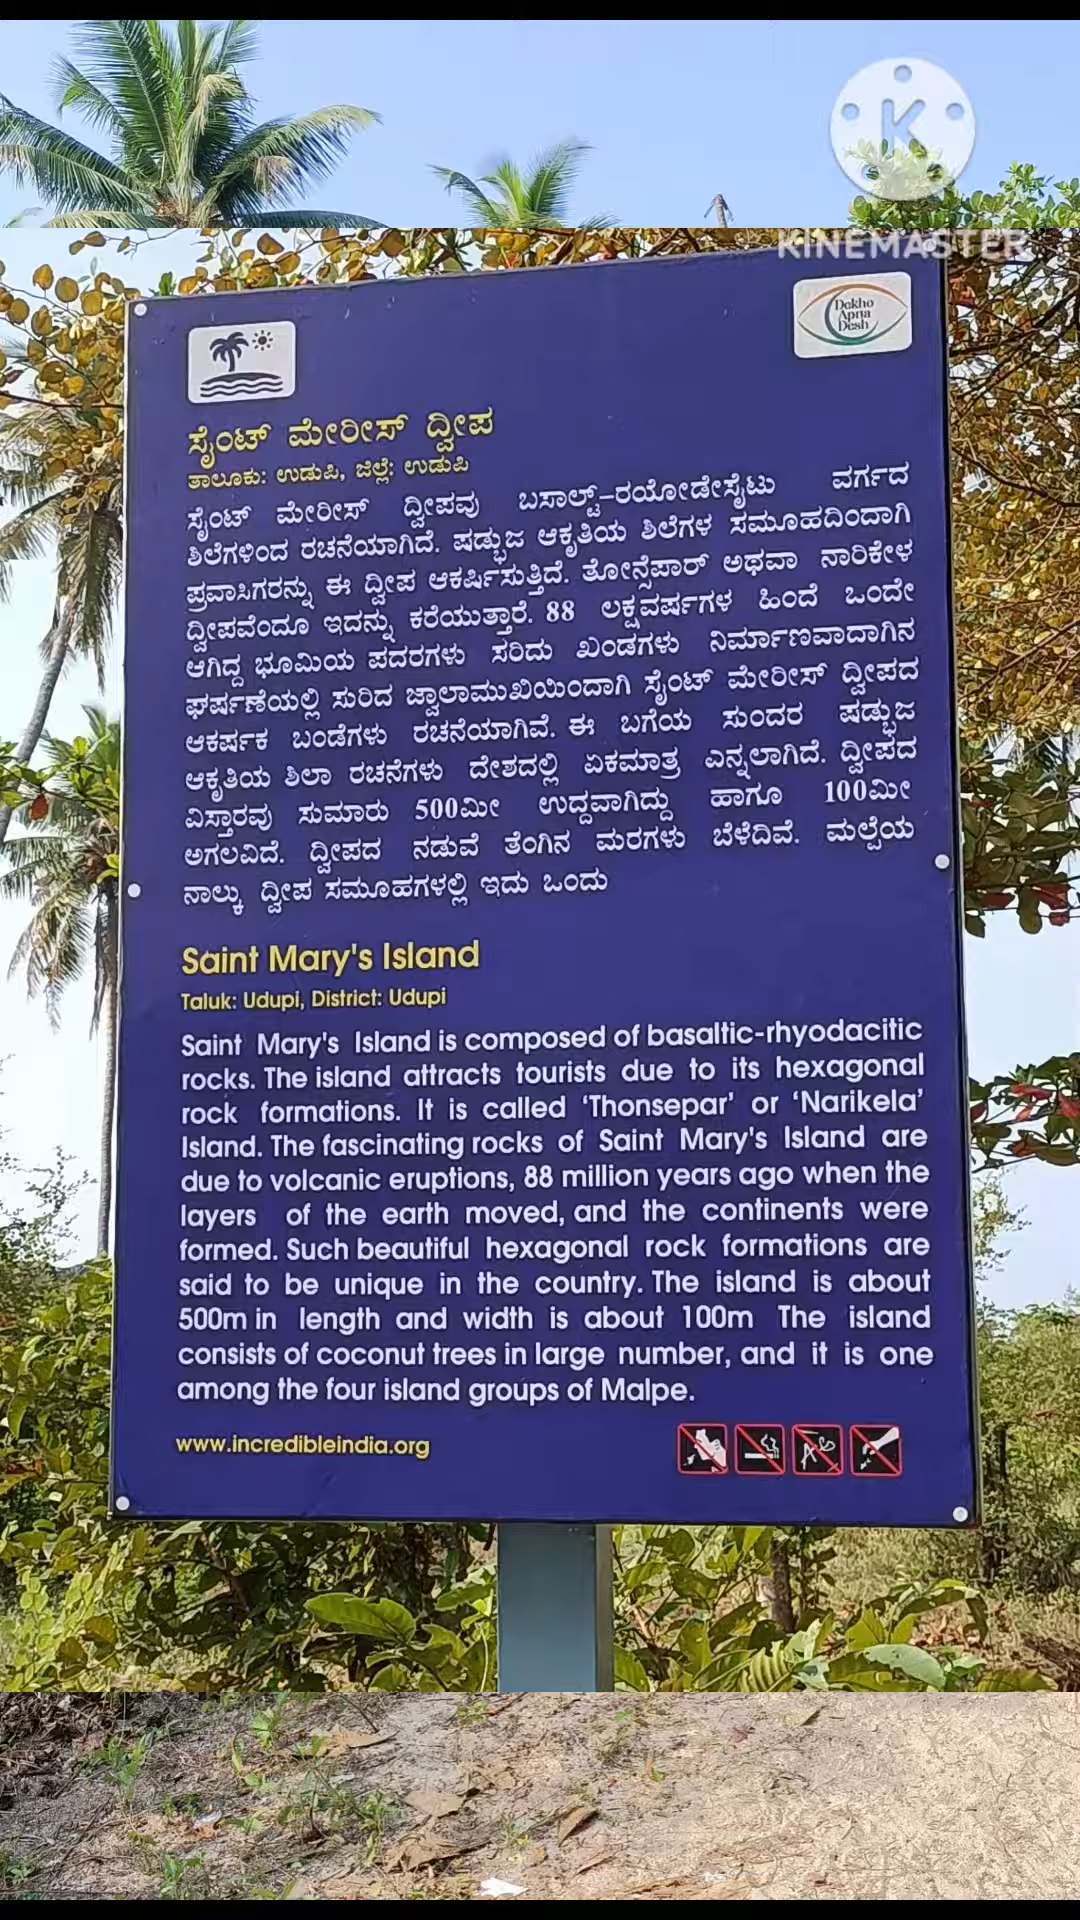 K
KINEMASTER
Dekho
Apna
Desh
ಸೈಂಟ್ ಮೇರೀಸ್ ದ್ವೀಪ
ತಾಲೂಕು: ಉಡುಪಿ, ಜಿಲ್ಲೆ: ಉಡುಪಿ
ಸೈಂಟ್ ಮೇರೀಸ್ ದ್ವೀಪವು ಬಸಾಲ್ಟ್-ರಯೋಡೇಸೈಟು ವರ್ಗದ
ಶಿಲೆಗಳಿಂದ ರಚನೆಯಾಗಿದೆ. ಷಡ್ಭುಜ ಆಕೃತಿಯ ಶಿಲೆಗಳ ಸಮೂಹದಿಂದಾಗಿ
ಪ್ರವಾಸಿಗರನ್ನು ಈ ದ್ವೀಪ ಆಕರ್ಷಿಸುತ್ತಿದೆ. ತೋನ್ಸೆಪಾರ್ ಅಥವಾ ನಾರಿಕೇಳ
ದ್ವೀಪವೆಂದೂ ಇದನ್ನು ಕರೆಯುತ್ತಾರೆ. 88 ಲಕ್ಷವರ್ಷಗಳ ಹಿಂದೆ ಒಂದೇ
ಆಗಿದ್ದ ಭೂಮಿಯ ಪದರಗಳು ಸರಿದು ಖಂಡಗಳು ನಿರ್ಮಾಣವಾದಾಗಿನ
ಘರ್ಷಣೆಯಲ್ಲಿ ಸುರಿದ ಜ್ವಾಲಾಮುಖಿಯಿಂದಾಗಿ ಸೈಂಟ್ ಮೇರೀಸ್ ದ್ವೀಪದ
ಆಕರ್ಷಕ ಬಂಡೆಗಳು ರಚನೆಯಾಗಿವೆ. ಈ ಬಗೆಯ ಸುಂದರ ಷಡ್ಭುಜ
ಆಕೃತಿಯ ಶಿಲಾ ರಚನೆಗಳು ದೇಶದಲ್ಲಿ ಏಕಮಾತ್ರ ಎನ್ನಲಾಗಿದೆ. ದ್ವೀಪದ
ವಿಸ್ತಾರವು ಸುಮಾರು 500ಮೀ ಉದ್ದವಾಗಿದ್ದು ಹಾಗೂ 100ಮೀ
ಅಗಲವಿದೆ. ದ್ವೀಪದ ನಡುವೆ ತೆಂಗಿನ ಮರಗಳು ಬೆಳೆದಿವೆ. ಮಲ್ಪೆಯ
ನಾಲ್ಕು ದ್ವೀಪ ಸಮೂಹಗಳಲ್ಲಿ ಇದು ಒಂದು
Saint Mary's Island
Taluk: Udupi, District: Udupi
Saint Mary's Island is composed of basaltic-rhyodacitic
rocks. The island attracts tourists due to its hexagonal
rock formations. It is called ‘Thonsepar’ or ‘Narikela’
Island. The fascinating rocks of Saint Mary's Island are
due to volcanic eruptions, 88 million years ago when the
layers of the earth moved, and the continents were
formed. Such beautiful hexagonal rock formations are
said to be unique in the country. The island is about
500m in length and width is about 100m The island
consists of coconut trees in large number, and it is one
among the four island groups of Malpe.
www.incredibleindia.org